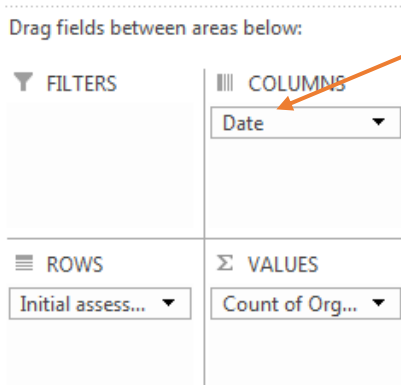 Drag fields between areas below:
FILTERS
COLUMNS
Date
ROWS
Σ VALUES
Initial assess...
Count of Org...